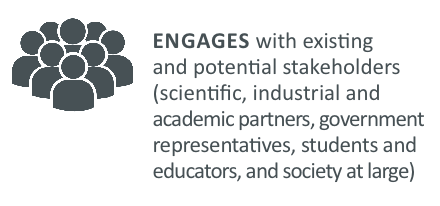 ENGAGES with existing
and potential stakeholders
(scientific, industrial and
academic partners, government
representatives, students and
educators, and society at large)